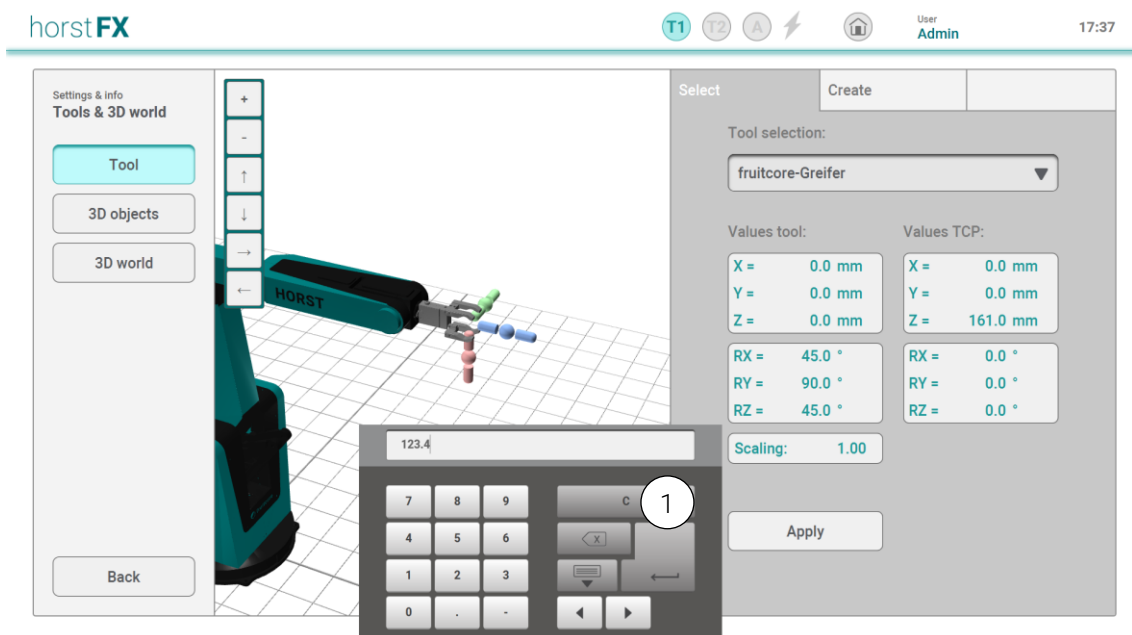 horstFX
T1 T2 A
User
Admin
17:37
Settings & info
Tools & 3D world
Tool
3D objects
3D world
Back
+
-
↑
↓
→
←
HORST
Select
Create
Tool selection:
fruitcore-Greifer
Values tool:
X = 0.0 mm
Y = 0.0 mm
Z = 0.0 mm
RX = 45.0 °
RY = 90.0 °
RZ = 45.0 °
Scaling: 1.00
Values TCP:
X = 0.0 mm
Y = 0.0 mm
Z = 161.0 mm
RX = 0.0 °
RY = 0.0 °
RZ = 0.0 °
Apply
123.4
7 8 9 C
4 5 6 X
1 2 3
0 . -
1